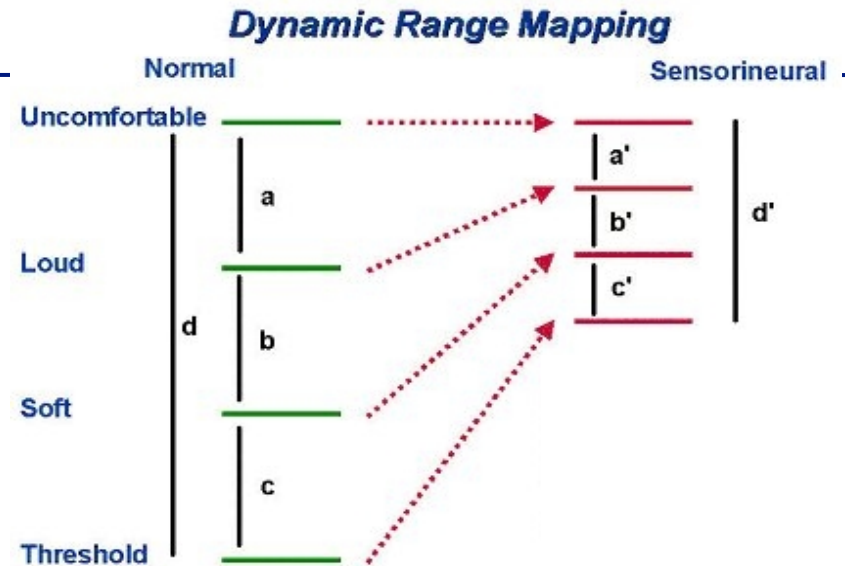 Dynamic Range Mapping
Normal
Sensorineural
Uncomfortable
a
a'
b'
d'
Loud
c'
d
b
Soft
c
Threshold